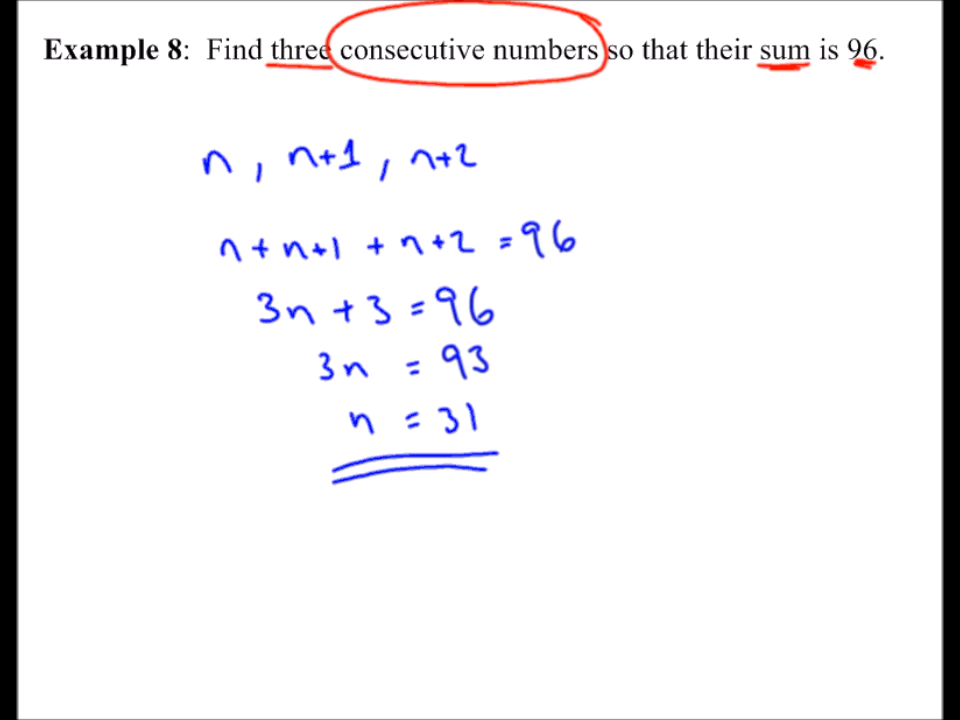 Example 8: Find three consecutive numbers so that their sum is 96.
n , n+1 , n+2
n + n+1 + n+2 = 96
3n + 3 = 96
3n = 93
n = 31